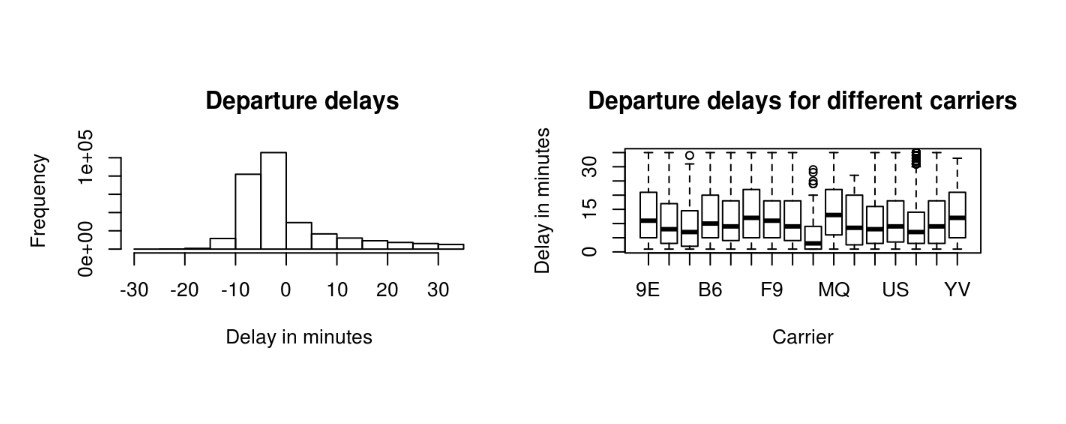 Departure delays
Frequency
0e+00 1e+05
-30 -20 -10 0 10 20 30
Delay in minutes
Departure delays for different carriers
Delay in minutes
0 15 30
9E B6 F9 MQ US YV
Carrier